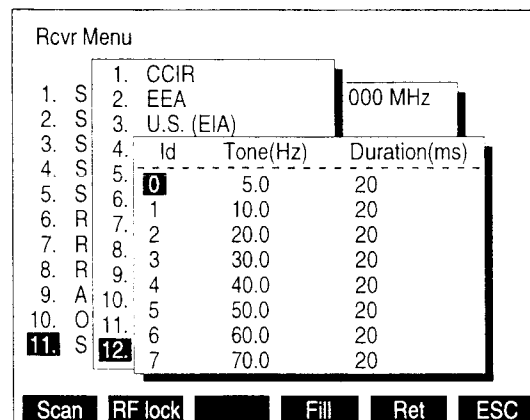 Rcvr Menu
1. S
2. S
3. S
4. S
5. S
6. R
7. R
8. R
9. A
10. O
11. S
1. CCIR
2. EEA
3. U.S. (EIA)
4.
5.
6.
7.
8.
9.
10.
11.
12.
000 MHz
Id Tone(Hz) Duration(ms)
0 5.0 20
1 10.0 20
2 20.0 20
3 30.0 20
4 40.0 20
5 50.0 20
6 60.0 20
7 70.0 20
Scan RF lock Fill Ret ESC